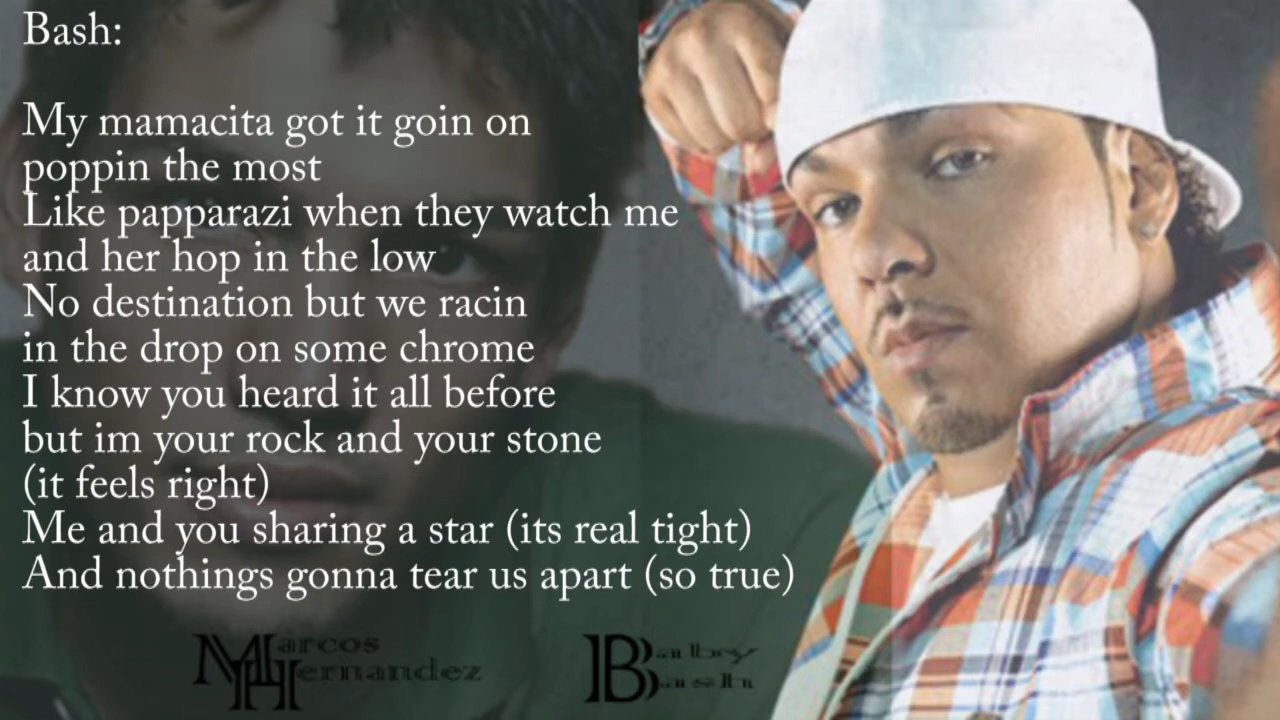 Bash:
My mamacita got it goin on
poppin the most
Like papparazi when they watch me
and her hop in the low
No destination but we racin
in the drop on some chrome
I know you heard it all before
but im your rock and your stone
(it feels right)
Me and you sharing a star (its real tight)
And nothings gonna tear us apart (so true)
Marcos Hernandez
Baby Bash